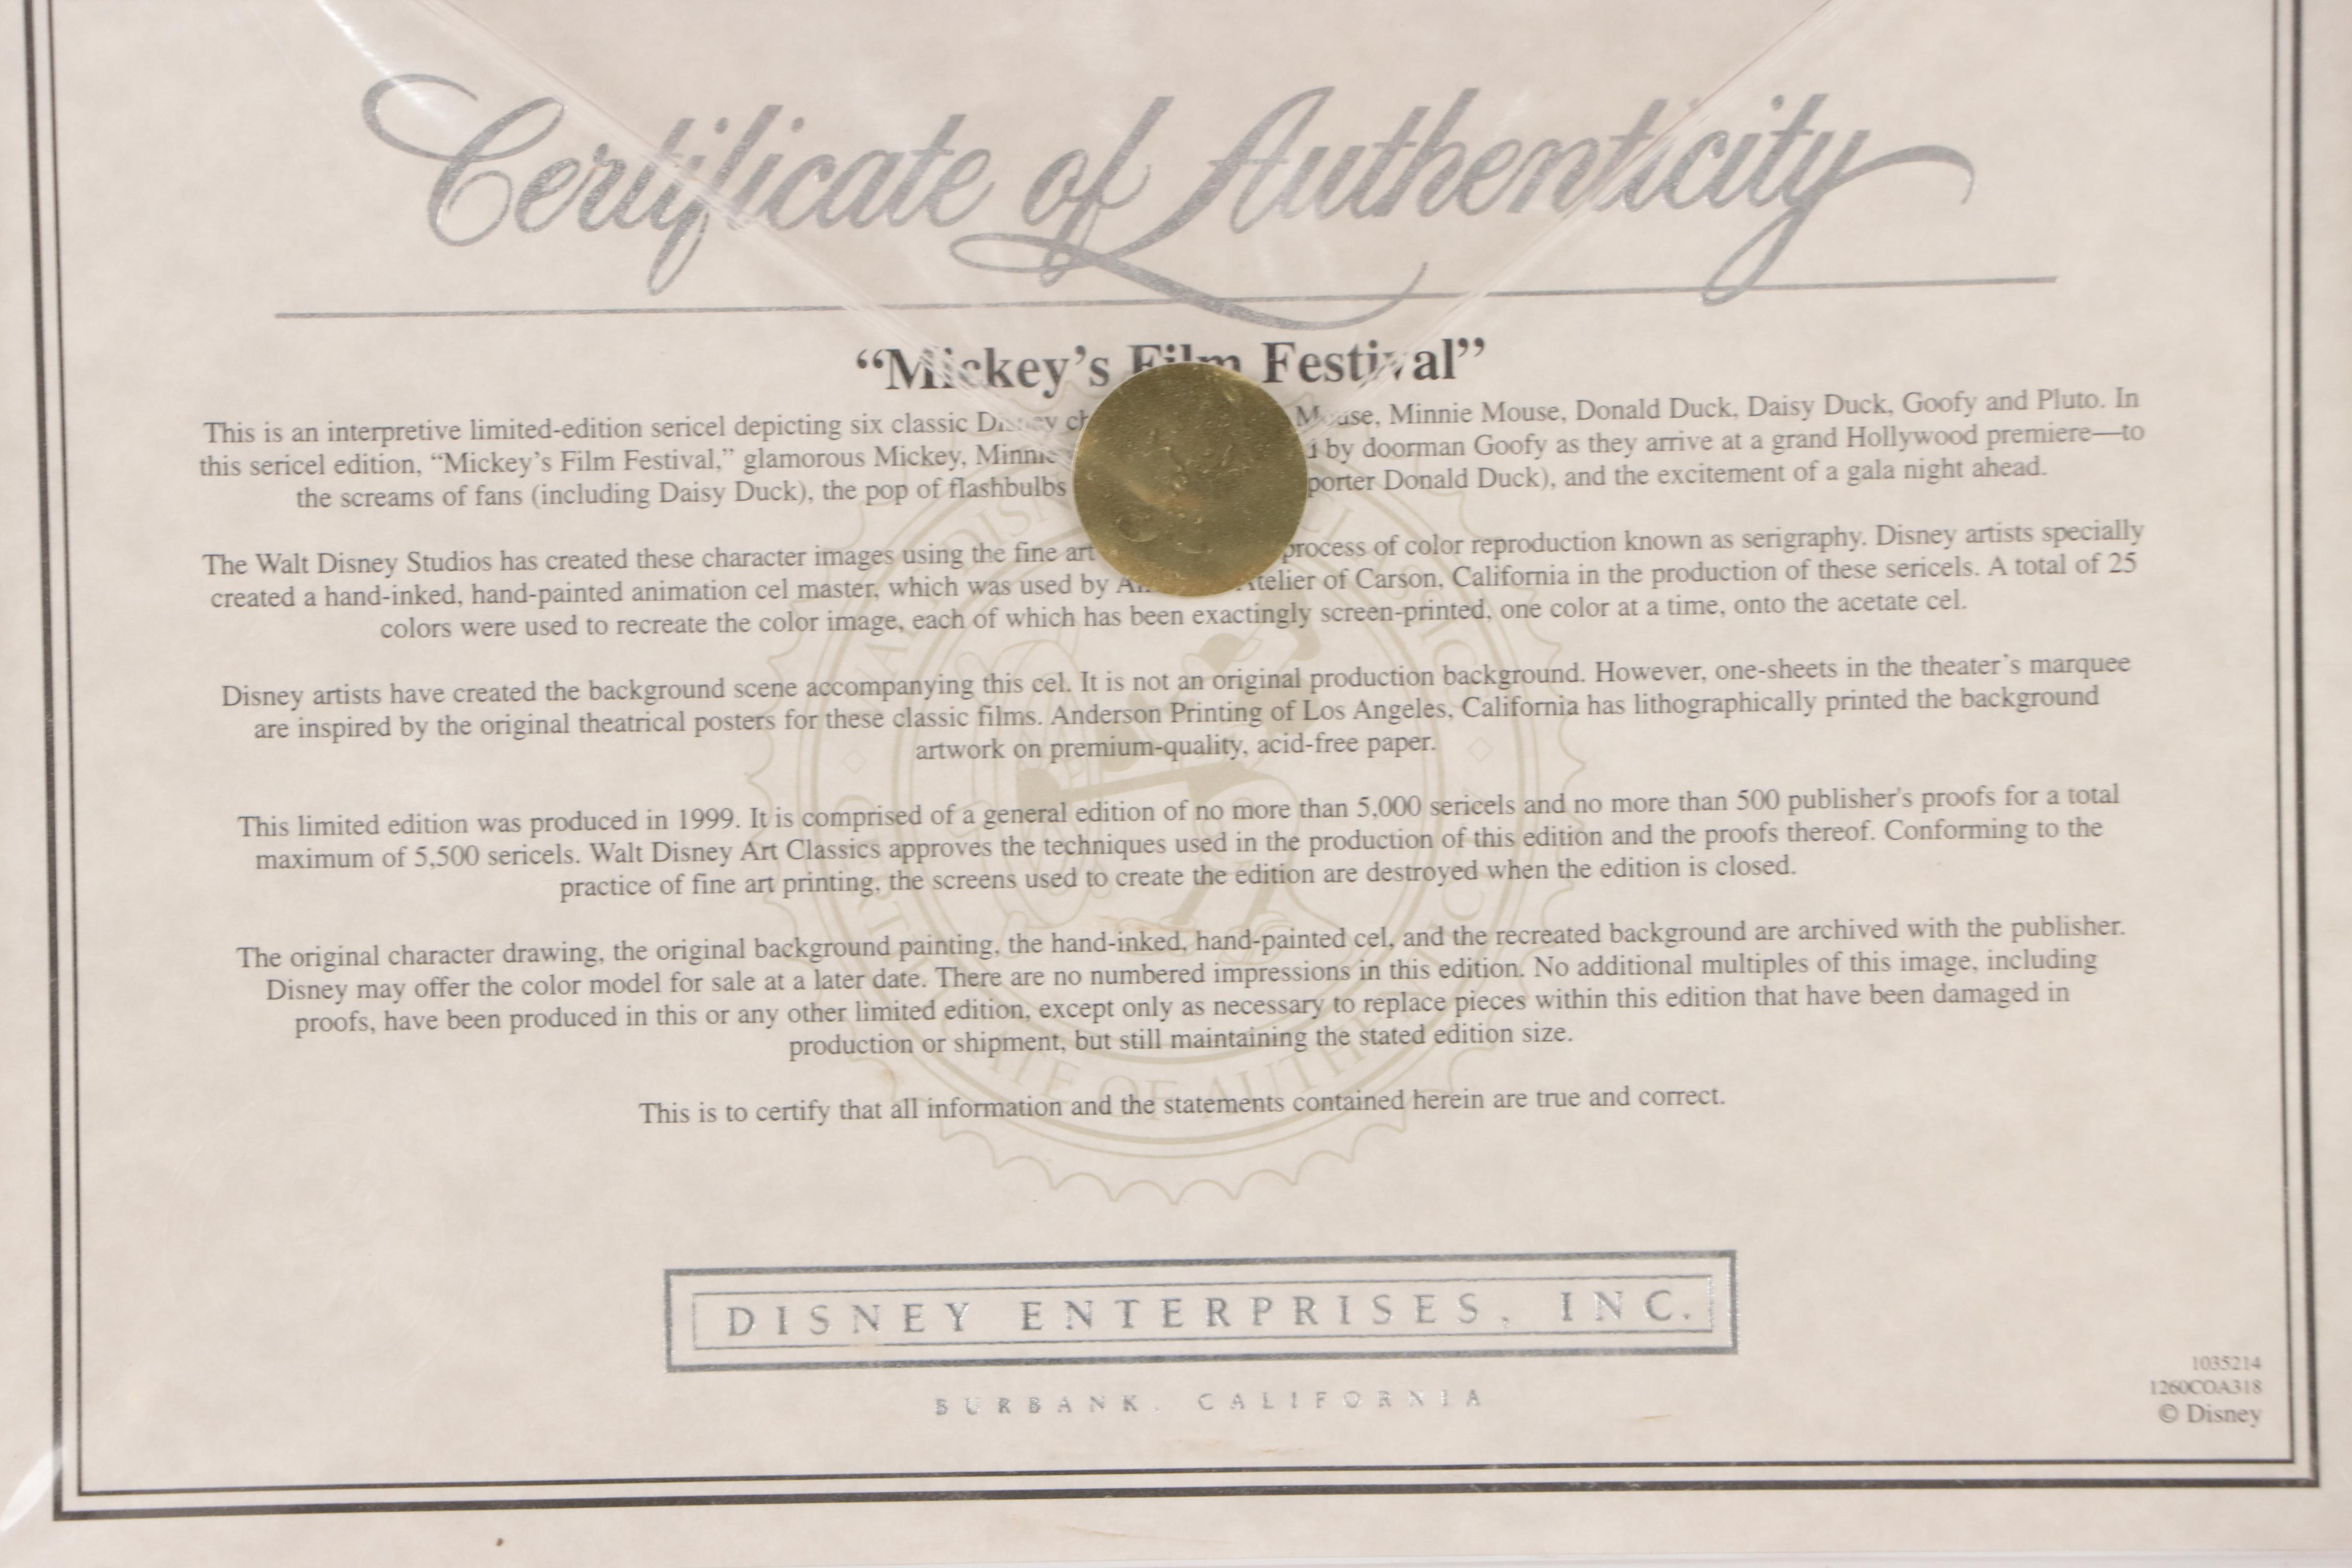 Certificate of Authenticity
“Mickey’s Film Festival”
This is an interpretive limited-edition sericel depicting six classic Disney Mouse, Minnie Mouse, Donald Duck, Daisy Duck, Goofy and Pluto. In
this sericel edition, “Mickey’s Film Festival,” glamorous Mickey, Minnie by doorman Goofy as they arrive at a grand Hollywood premiere—to
the screams of fans (including Daisy Duck), the pop of flashbulbs Donald Duck), and the excitement of a gala night ahead.
The Walt Disney Studios has created these character images using the fine art process of color reproduction known as serigraphy. Disney artists specially
created a hand-inked, hand-painted animation cel master, which was used by Atelier of Carson, California in the production of these sericels. A total of 25
colors were used to recreate the color image, each of which has been exactingly screen-printed, one color at a time, onto the acetate cel.
Disney artists have created the background scene accompanying this cel. It is not an original production background. However, one-sheets in the theater’s marquee
are inspired by the original theatrical posters for these classic films. Anderson Printing of Los Angeles, California has lithographically printed the background
artwork on premium-quality, acid-free paper.
This limited edition was produced in 1999. It is comprised of a general edition of no more than 5,000 sericels and no more than 500 publisher's proofs for a total
maximum of 5,500 sericels. Walt Disney Art Classics approves the techniques used in the production of this edition and the proofs thereof. Conforming to the
practice of fine art printing, the screens used to create the edition are destroyed when the edition is closed.
The original character drawing, the original background painting, the hand-inked, hand-painted cel, and the recreated background are archived with the publisher.
Disney may offer the color model for sale at a later date. There are no numbered impressions in this edition. No additional multiples of this image, including
proofs, have been produced in this or any other limited edition, except only as necessary to replace pieces within this edition that have been damaged in
production or shipment, but still maintaining the stated edition size.
This is to certify that all information and the statements contained herein are true and correct.
DISNEY ENTERPRISES, INC.
BURBANK, CALIFORNIA
1035214
1260COA318
© Disney